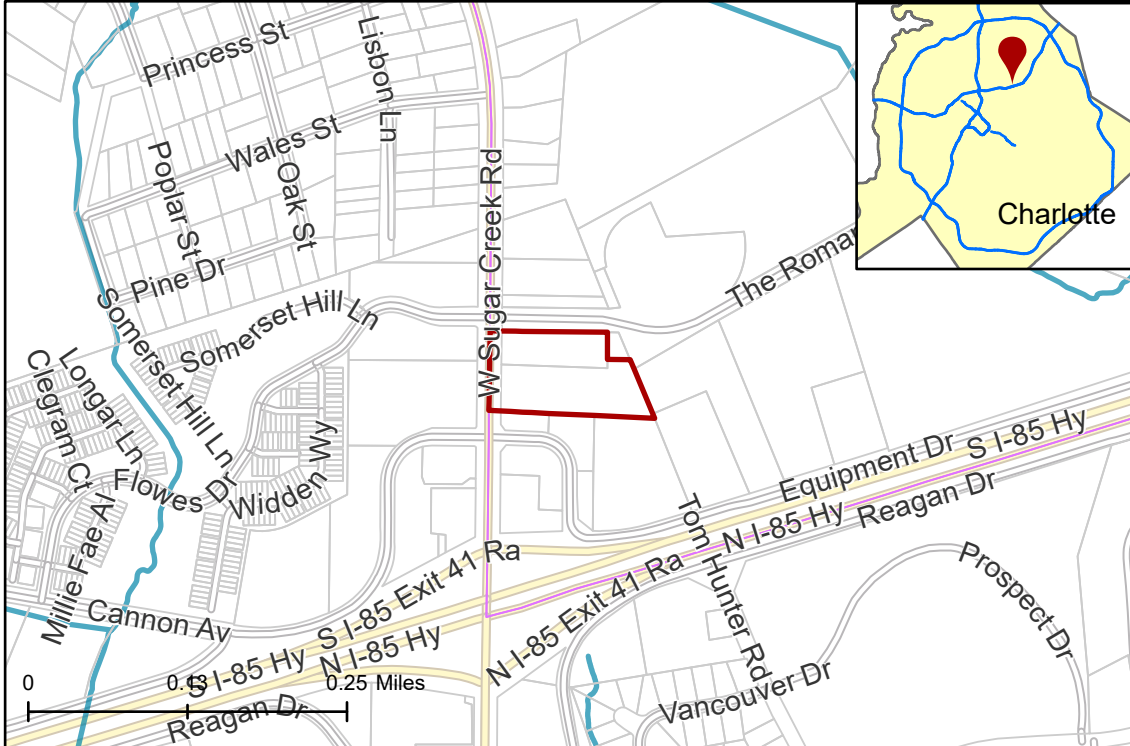 Princess St
Lisbon Ln
Wales St
Poplar St
Oak St
Pine Dr
W Sugar Creek Rd
The Roman
Charlotte
Somerset Hill Ln
Somerset Hill Ln
Longar Ln
Clegram Ct
Flowes Dr
Widden Wy
Millie Fae Al
Cannon Av
Equipment Dr
S I-85 Hy
Reagan Dr
N I-85 Hy
Tom Hunter Rd
Prospect Dr
S I-85 Exit 41 Ra
N I-85 Exit 41 Ra
N I-85 Hy
S I-85 Hy
Vancouver Dr
Reagan Dr
0 0.13 0.25 Miles